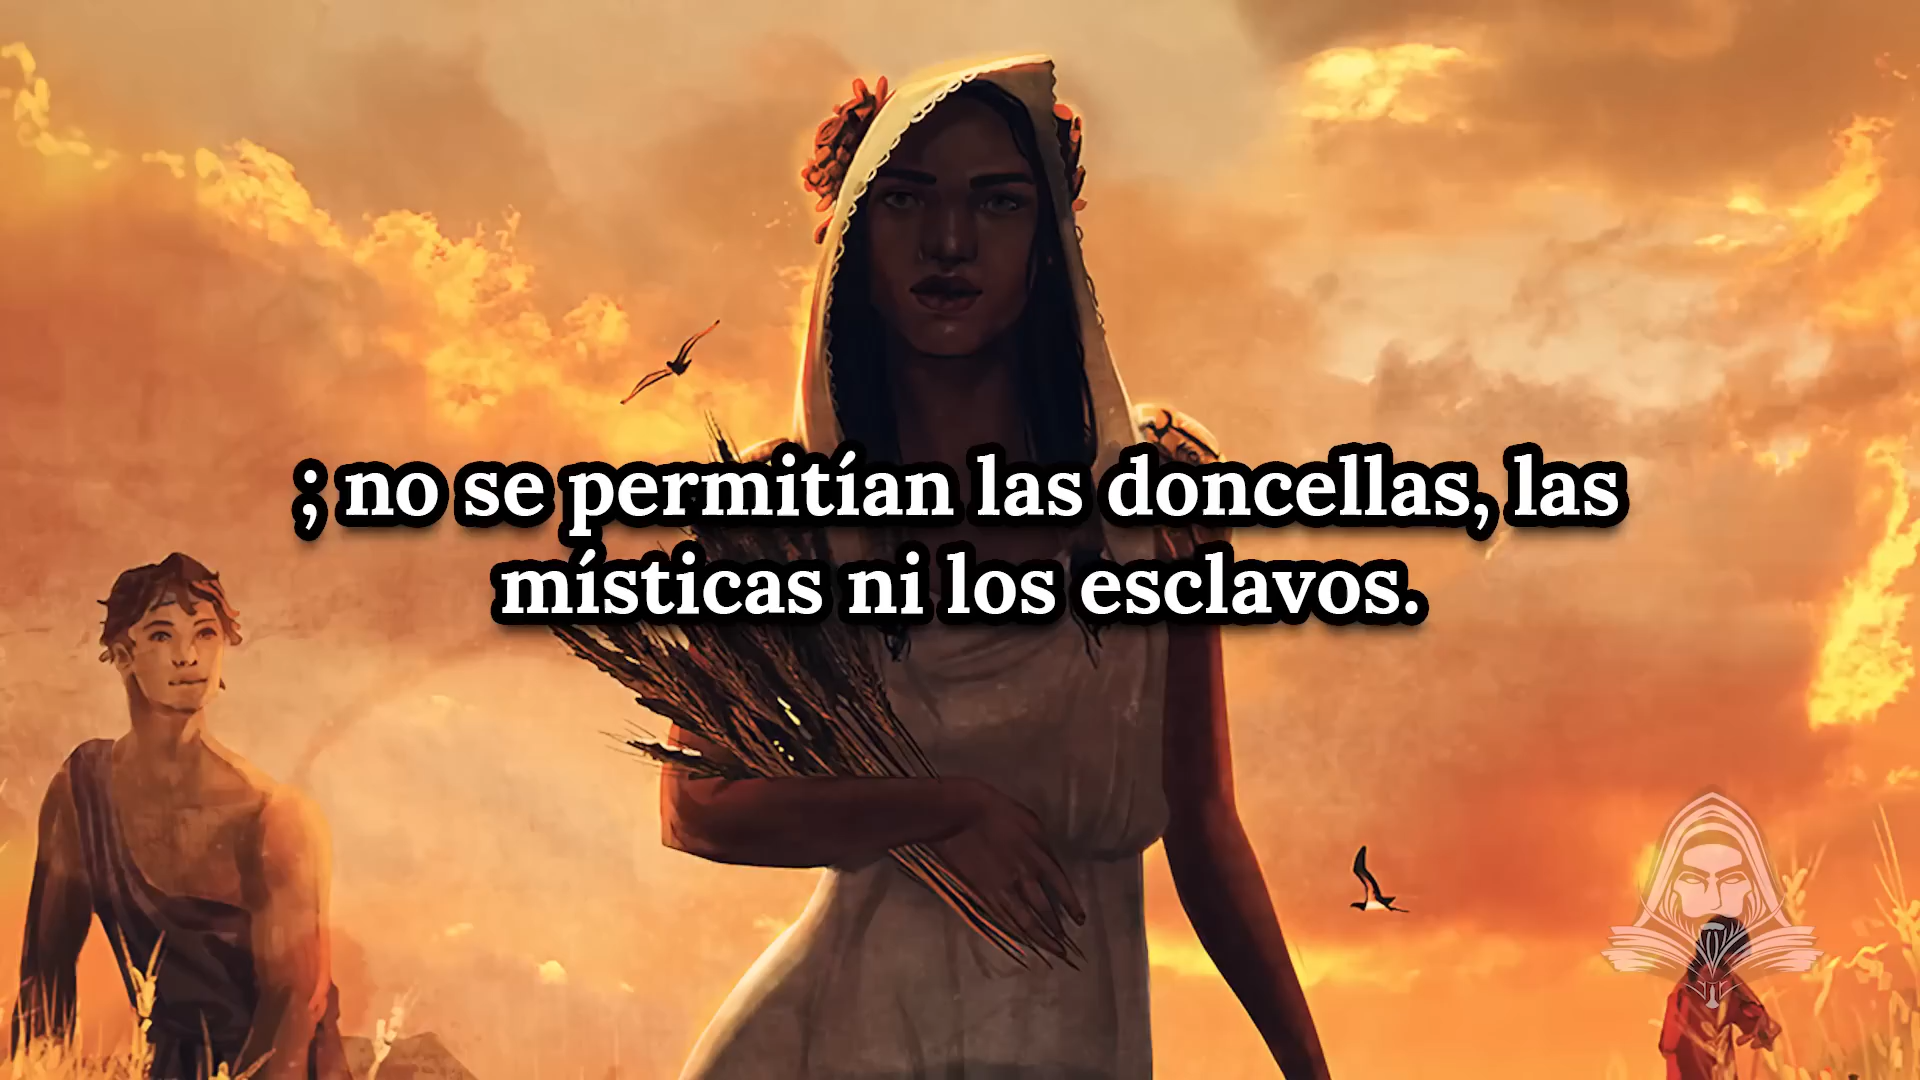 ; no se permitían las doncellas, las
místicas ni los esclavos.